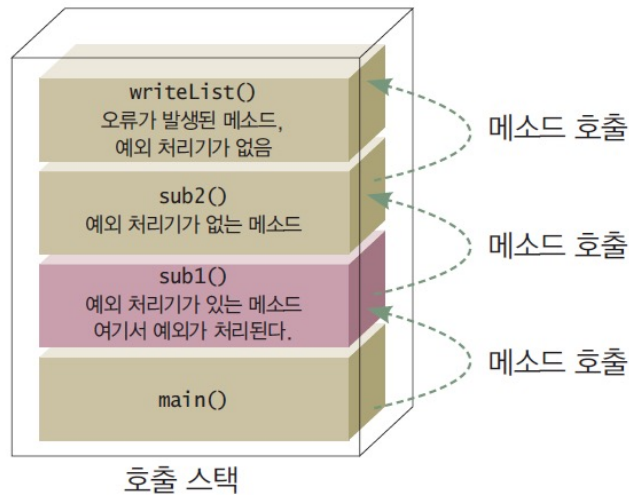 writeList()
오류가 발생된 메소드,
예외 처리기가 없음
메소드 호출
sub2()
예외 처리기가 없는 메소드
메소드 호출
sub1()
예외 처리기가 있는 메소드
여기서 예외가 처리된다.
메소드 호출
main()
호출 스택